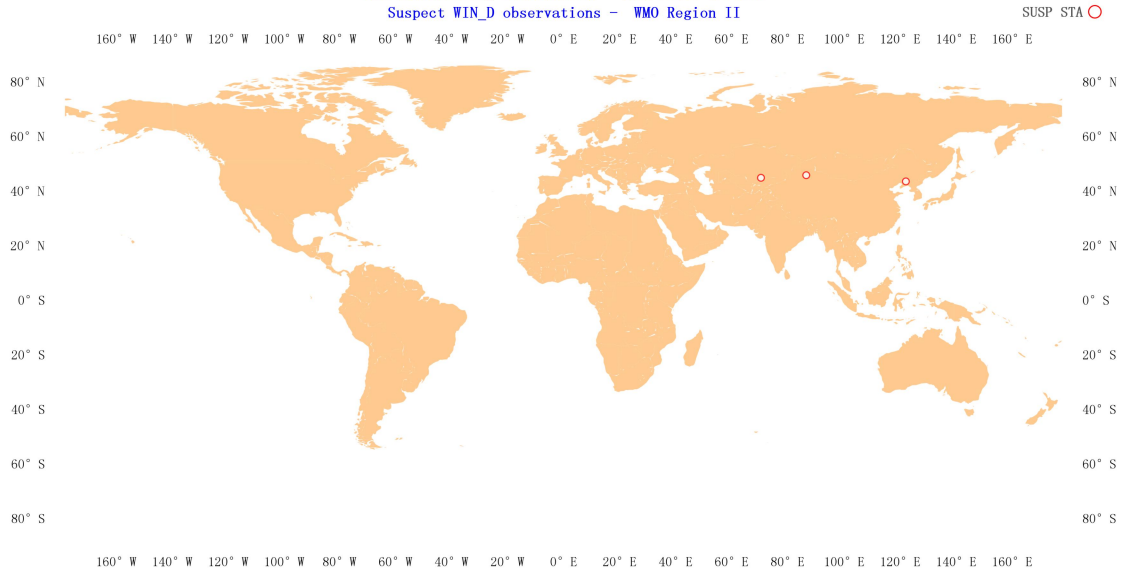 Suspect WIN_D observations - WMO Region II
SUSP STA
160° W 140° W 120° W 100° W 80° W 60° W 40° W 20° W 0° E 20° E 40° E 60° E 80° E 100° E 120° E 140° E 160° E
80° N 80° N
60° N 60° N
40° N 40° N
20° N 20° N
0° S 0° S
20° S 20° S
40° S 40° S
60° S 60° S
80° S 80° S
160° W 140° W 120° W 100° W 80° W 60° W 40° W 20° W 0° E 20° E 40° E 60° E 80° E 100° E 120° E 140° E 160° E